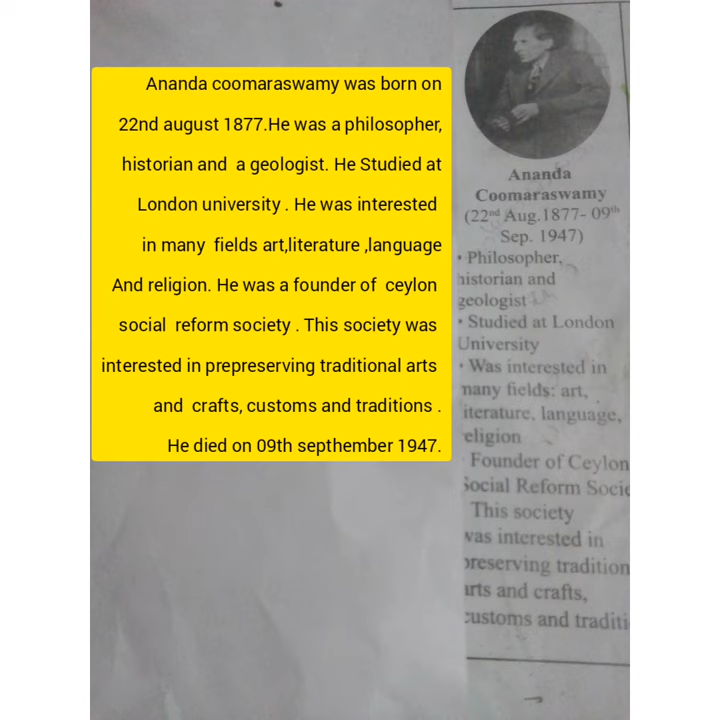 Ananda coomaraswamy was born on
22nd august 1877.He was a philosopher,
historian and  a geologist. He Studied at
London university . He was interested
in many  fields art,literature ,language
And religion. He was a founder of  ceylon
social  reform society . This society was
interested in prepreserving traditional arts
and  crafts, customs and traditions .
He died on 09th septhember 1947.
Ananda
Coomaraswamy
(22nd Aug.1877- 09th
Sep. 1947)
• Philosopher,
historian and
geologist
• Studied at London
University
• Was interested in
many fields: art,
literature, language,
religion
Founder of Ceylon
Social Reform Socie
This society
was interested in
preserving tradition
arts and crafts,
customs and traditi